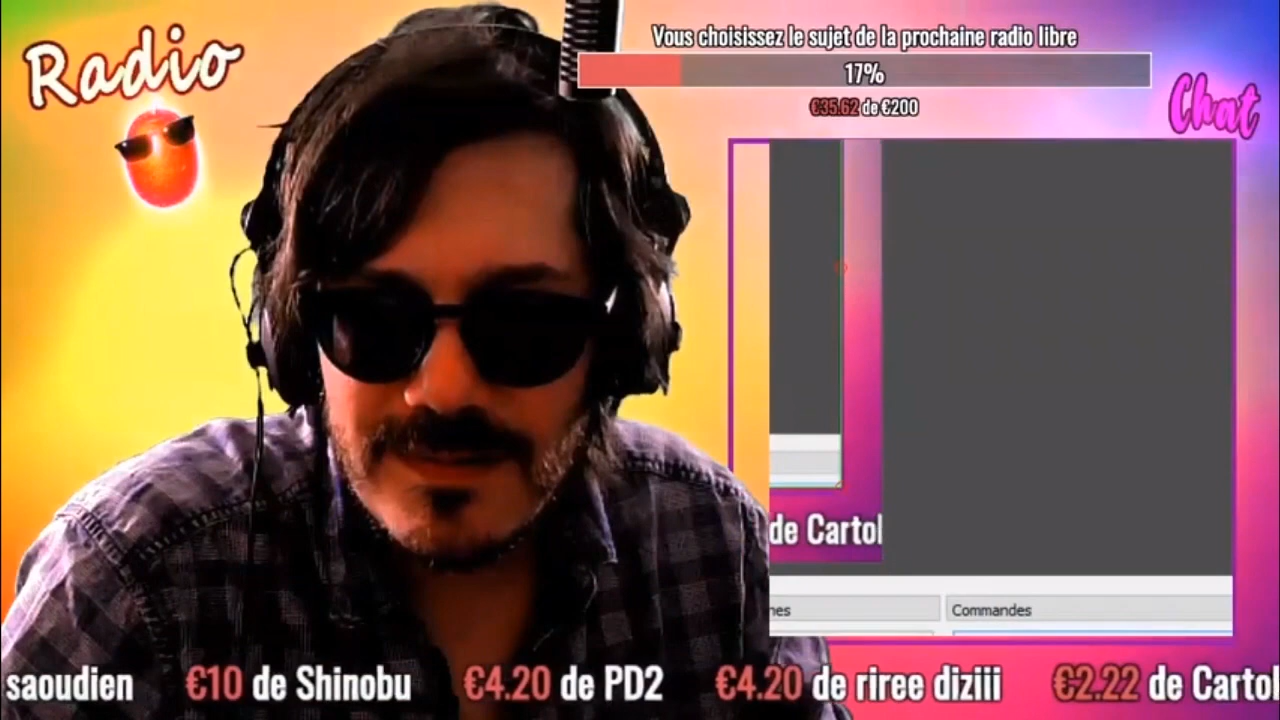 Radio
Vous choisissez le sujet de la prochaine radio libre
17%
€35.62 de €200
Chat
de Cartol
nes
Commandes
saoudien €10 de Shinobu €4.20 de PD2 €4.20 de riree diziii €2.22 de Cartol